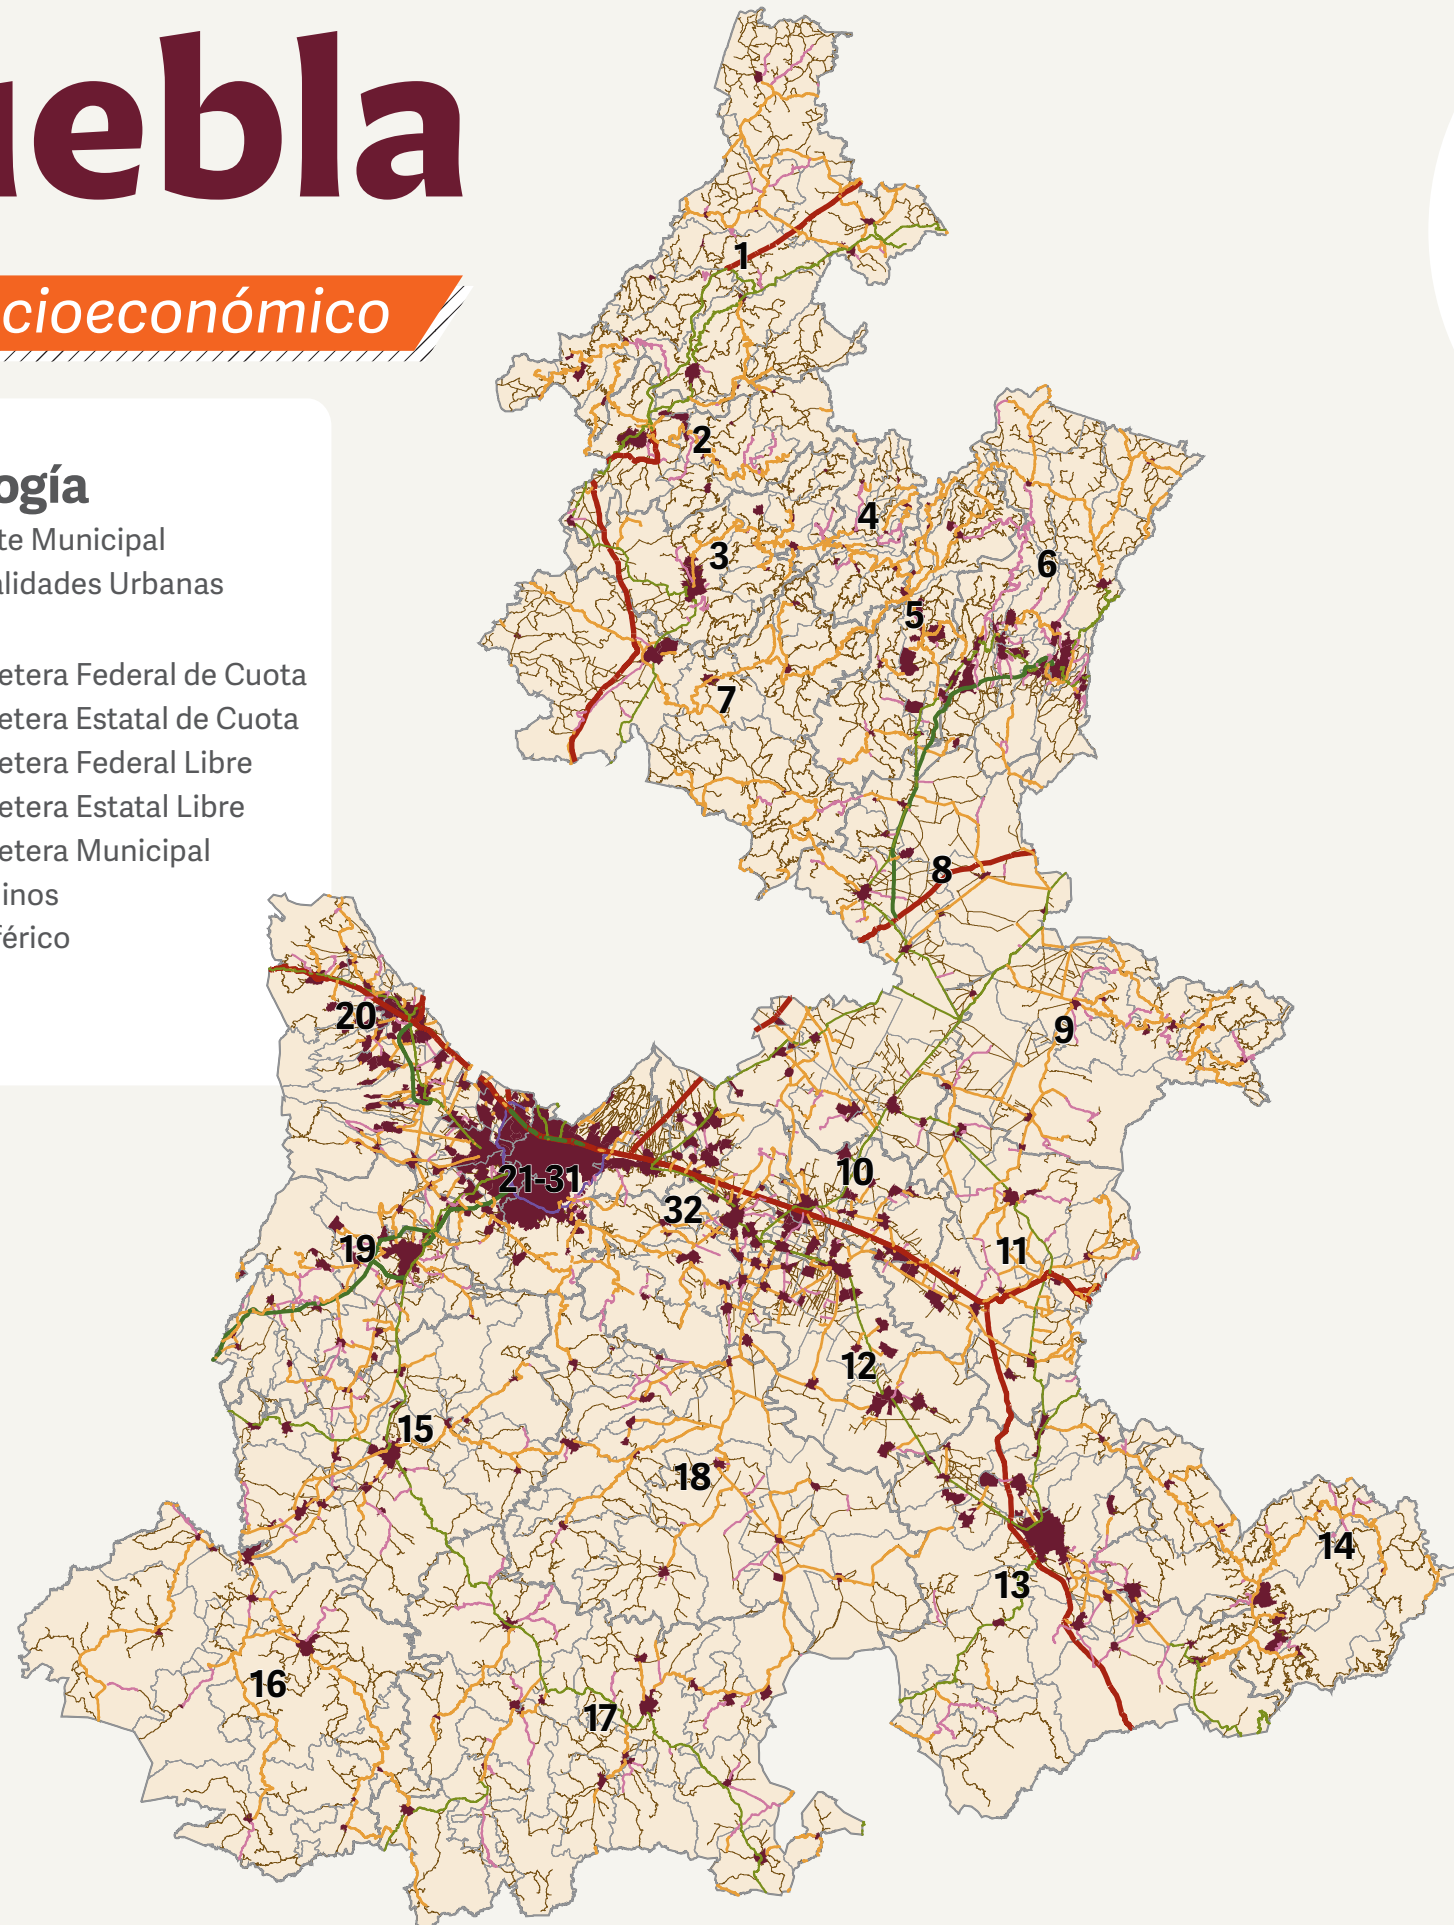 uebla
cioeconómico
ogía
te Municipal
alidades Urbanas
etera Federal de Cuota
etera Estatal de Cuota
etera Federal Libre
etera Estatal Libre
etera Municipal
inos
férico
1
2
4
3
6
5
7
8
20
9
10
21-31
32
19
11
12
15
18
14
13
16
17